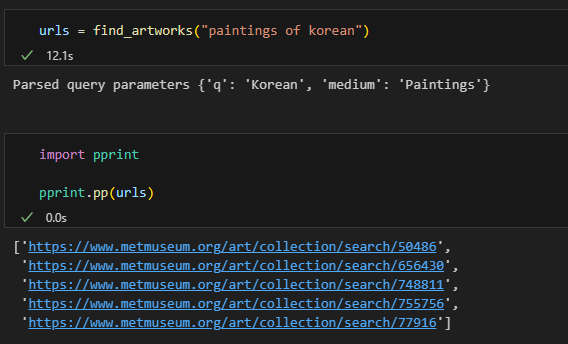 urls = find_artworks("paintings of korean")
✓ 12.1s
Parsed query parameters {'q': 'Korean', 'medium': 'Paintings'}
import pprint
pprint.pp(urls)
✓ 0.0s
['https://www.metmuseum.org/art/collection/search/50486',
'https://www.metmuseum.org/art/collection/search/656430',
'https://www.metmuseum.org/art/collection/search/748811',
'https://www.metmuseum.org/art/collection/search/755756',
'https://www.metmuseum.org/art/collection/search/77916']